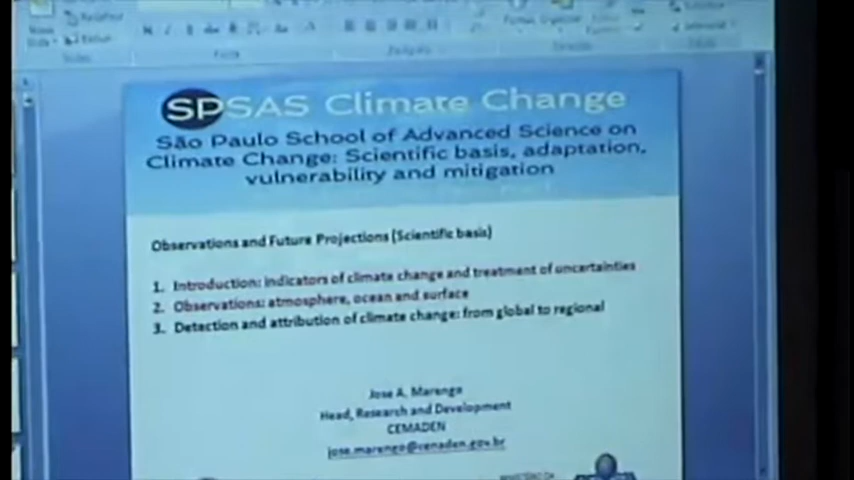 SPSAS Climate Change
São Paulo School of Advanced Science on
Climate Change: Scientific basis, adaptation,
vulnerability and mitigation
Observations and Future Projections (Scientific basis)
1. Introduction: indicators of climate change and treatment of uncertainties
2. Observations: atmosphere, ocean and surface
3. Detection and attribution of climate change: from global to regional
Jose A. Marengo
Head, Research and Development
CEMADEN
jose.marengo@cemaden.gov.br